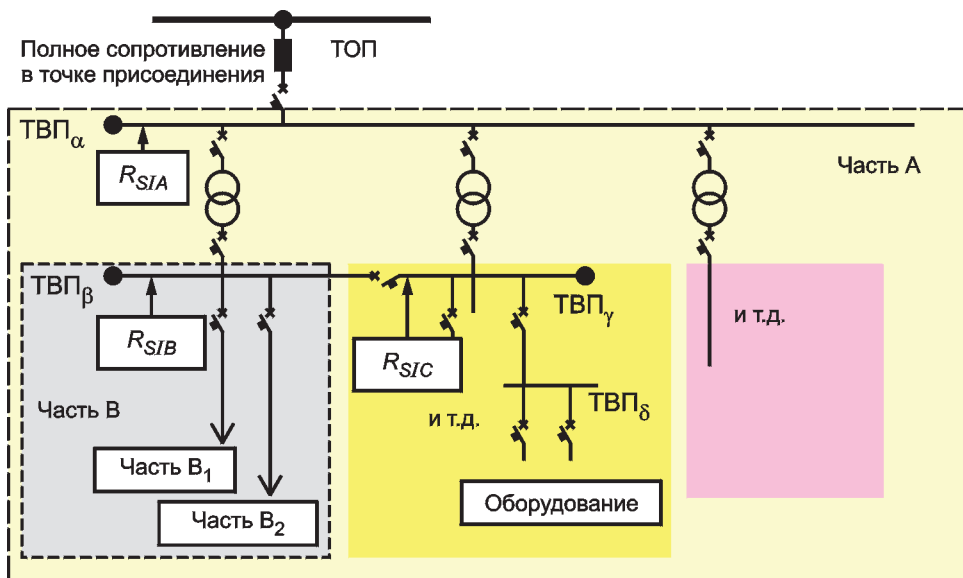 Полное сопротивление
в точке присоединения
ТОП
ТВПα
RSIA
Часть А
ТВПβ
RSIB
ТВПγ
RSIC
и т.д.
Часть В
и т.д.
ТВПδ
Часть В1
Часть В2
Оборудование